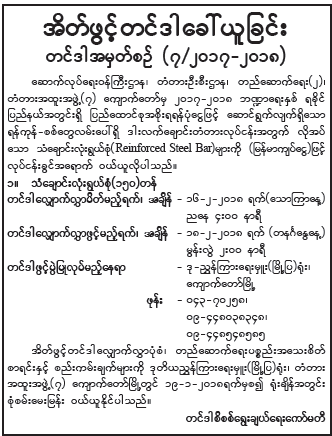 အိတ်ဖွင့်တင်ဒါခေါ်ယူခြင်း
တင်ဒါအမှတ်စဉ် (၇/၂၀၁၇-၂၀၁၈)
ဆောက်လုပ်ရေးဝန်ကြီးဌာန၊ တံတားဦးစီးဌာန၊ တည်ဆောက်ရေး(၂)၊
တံတားအထူးအဖွဲ့(၇) ကျောက်တော်မှ ၂၀၁၇-၂၀၁၈ ဘဏ္ဍာရေးနှစ် ရခိုင်
ပြည်နယ်အတွင်းရှိ ပြည်ထောင်စုအစိုးရရန်ပုံငွေဖြင့် ဆောင်ရွက်လျက်ရှိသော
ရန်ကုန်-စစ်တွေလမ်းပေါ်ရှိ ဒါးလက်ချောင်းတံတားလုပ်ငန်းအတွက် လိုအပ်
သော သံချောင်းလုံးရွယ်စုံ(Reinforced Steel Bar)များကို (မြန်မာကျပ်ငွေ)ဖြင့်
လုပ်ငန်းခွင်အရောက် ဝယ်ယူလိုပါသည်။
၁။ သံချောင်းလုံးရွယ်စုံ(၁၅၀)တန်
တင်ဒါလျှောက်လွှာပိတ်မည့်ရက်၊ အချိန် - ၁၆-၂-၂၀၁၈ ရက်(သောကြာနေ့)
ညနေ ၄း၀၀ နာရီ
တင်ဒါလျှောက်လွှာဖွင့်မည့်ရက်၊ အချိန် - ၁၈-၂-၂၀၁၈ ရက် (တနင်္ဂနွေနေ့)
မွန်းလွဲ ၂း၀၀ နာရီ
တင်ဒါဖွင့်ပွဲပြုလုပ်မည့်နေရာ - ဒု-ညွှန်ကြားရေးမှူး(မြို့ပြ)ရုံး၊
ကျောက်တော်မြို့
ဖုန်း - ၀၄၃-၇၀၂၅၈၊
၀၉-၄၄၈၀၃၈၃၄၈၊
၀၉-၄၄၈၅၄၈၅၈၅
အိတ်ဖွင့်တင်ဒါလျှောက်လွှာပုံစံ၊ တည်ဆောက်ရေးပစ္စည်းအသေးစိတ်
စာရင်းနှင့် စည်းကမ်းချက်များကို ဒုတိယညွှန်ကြားရေးမှူး(မြို့ပြ)ရုံး၊ တံတား
အထူးအဖွဲ့(၇) ကျောက်တော်မြို့တွင် ၁၉-၁-၂၀၁၈ရက်မှစ၍ ရုံးချိန်အတွင်း
စုံစမ်းမေးမြန်း ဝယ်ယူနိုင်ပါသည်။
တင်ဒါစိစစ်ရွေးချယ်ရေးကော်မတီ